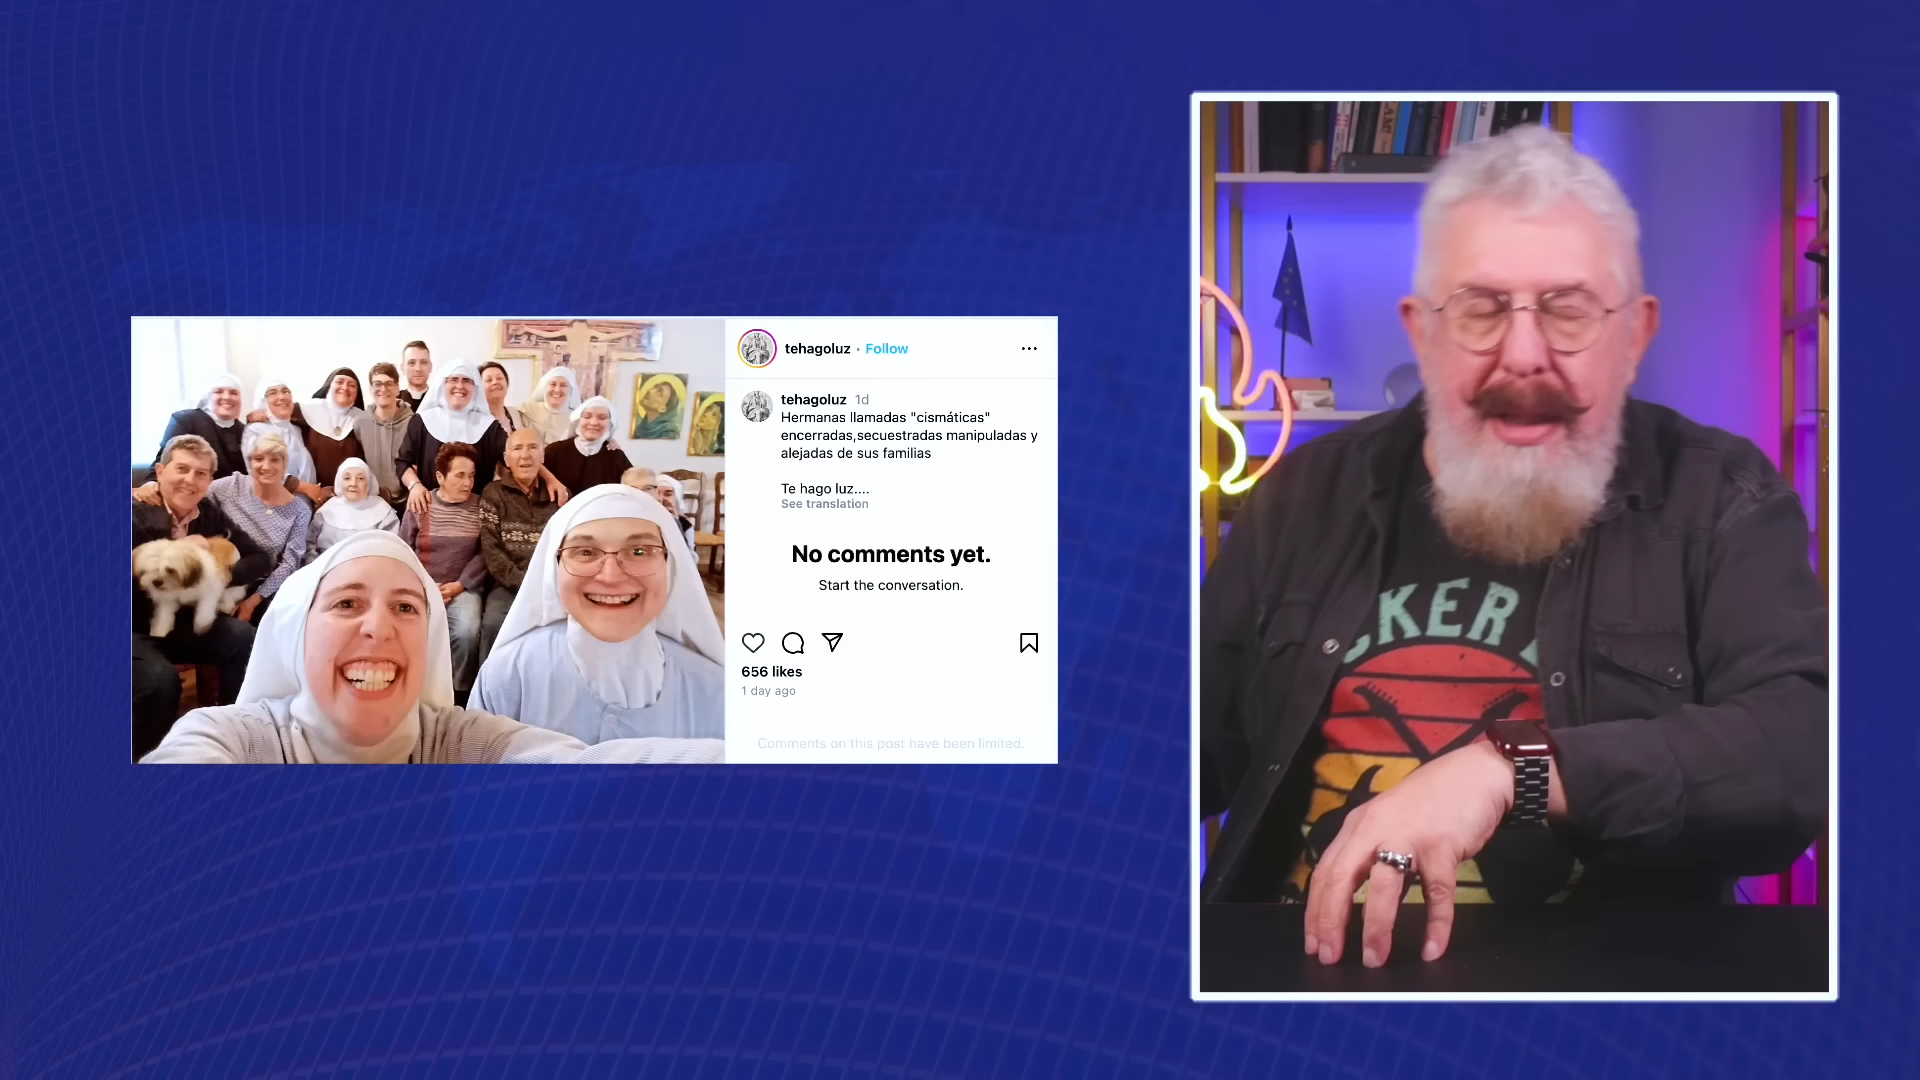 tehagoluz • Follow
tehagoluz 1d
Hermanas llamadas "cismáticas"
encerradas,secuestradas manipuladas y
alejadas de sus familias
Te hago luz....
See translation
No comments yet.
Start the conversation.
656 likes
1 day ago
Comments on this post have been limited.
CKER